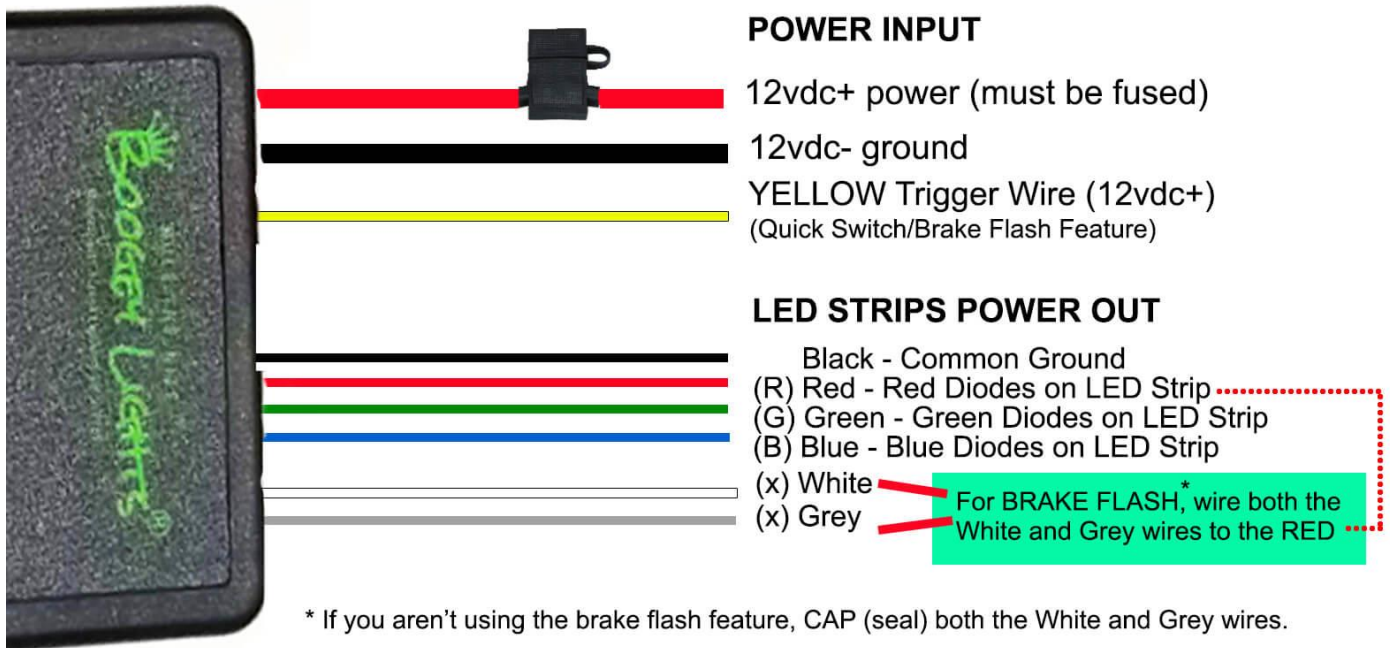 POWER INPUT
12vdc+ power (must be fused)
12vdc- ground
YELLOW Trigger Wire (12vdc+)
(Quick Switch/Brake Flash Feature)
LED STRIPS POWER OUT
Black - Common Ground
(R) Red - Red Diodes on LED Strip
(G) Green - Green Diodes on LED Strip
(B) Blue - Blue Diodes on LED Strip
(x) White
(x) Grey
For BRAKE FLASH,* wire both the
White and Grey wires to the RED
* If you aren't using the brake flash feature, CAP (seal) both the White and Grey wires.
Boogey Lights®